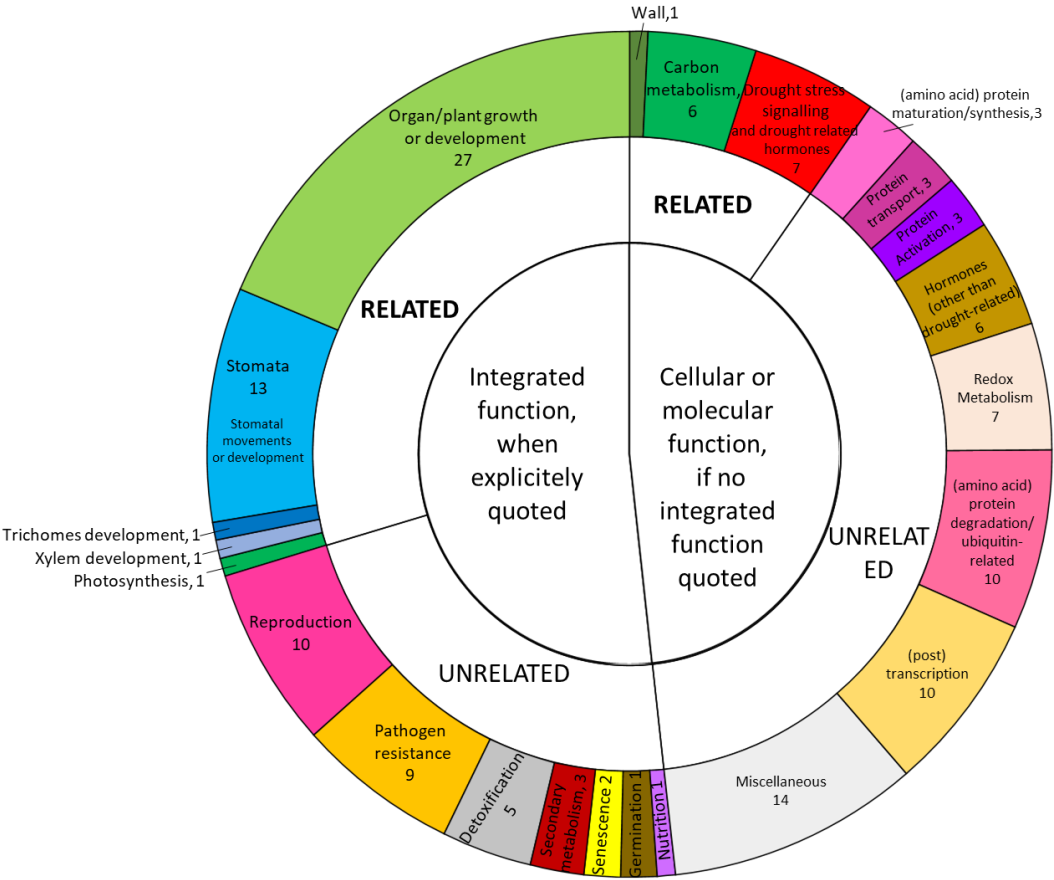 Wall,1
Carbon
metabolism,
6
Drought stress
signalling
and drought related
hormones
7
(amino acid) protein
maturation/synthesis,3
Protein
transport, 3
Protein
Activation, 3
Hormones
(other than
drought-related)
6
Redox
Metabolism
7
(amino acid)
protein
degradation/
ubiquitin-
related
10
(post)
transcription
10
Miscellaneous
14
Nutrition 1
Germination 1
Senescence 2
Secondary
metabolism, 3
Detoxification
5
Pathogen
resistance
9
Reproduction
10
Photosynthesis, 1
Xylem development, 1
Trichomes development, 1
Stomata
13
Stomatal
movements
or development
Organ/plant growth
or development
27
RELATED
RELATED
UNRELATED
UNRELAT
ED
Integrated
function,
when
explicitely
quoted
Cellular or
molecular
function,
if no
integrated
function
quoted